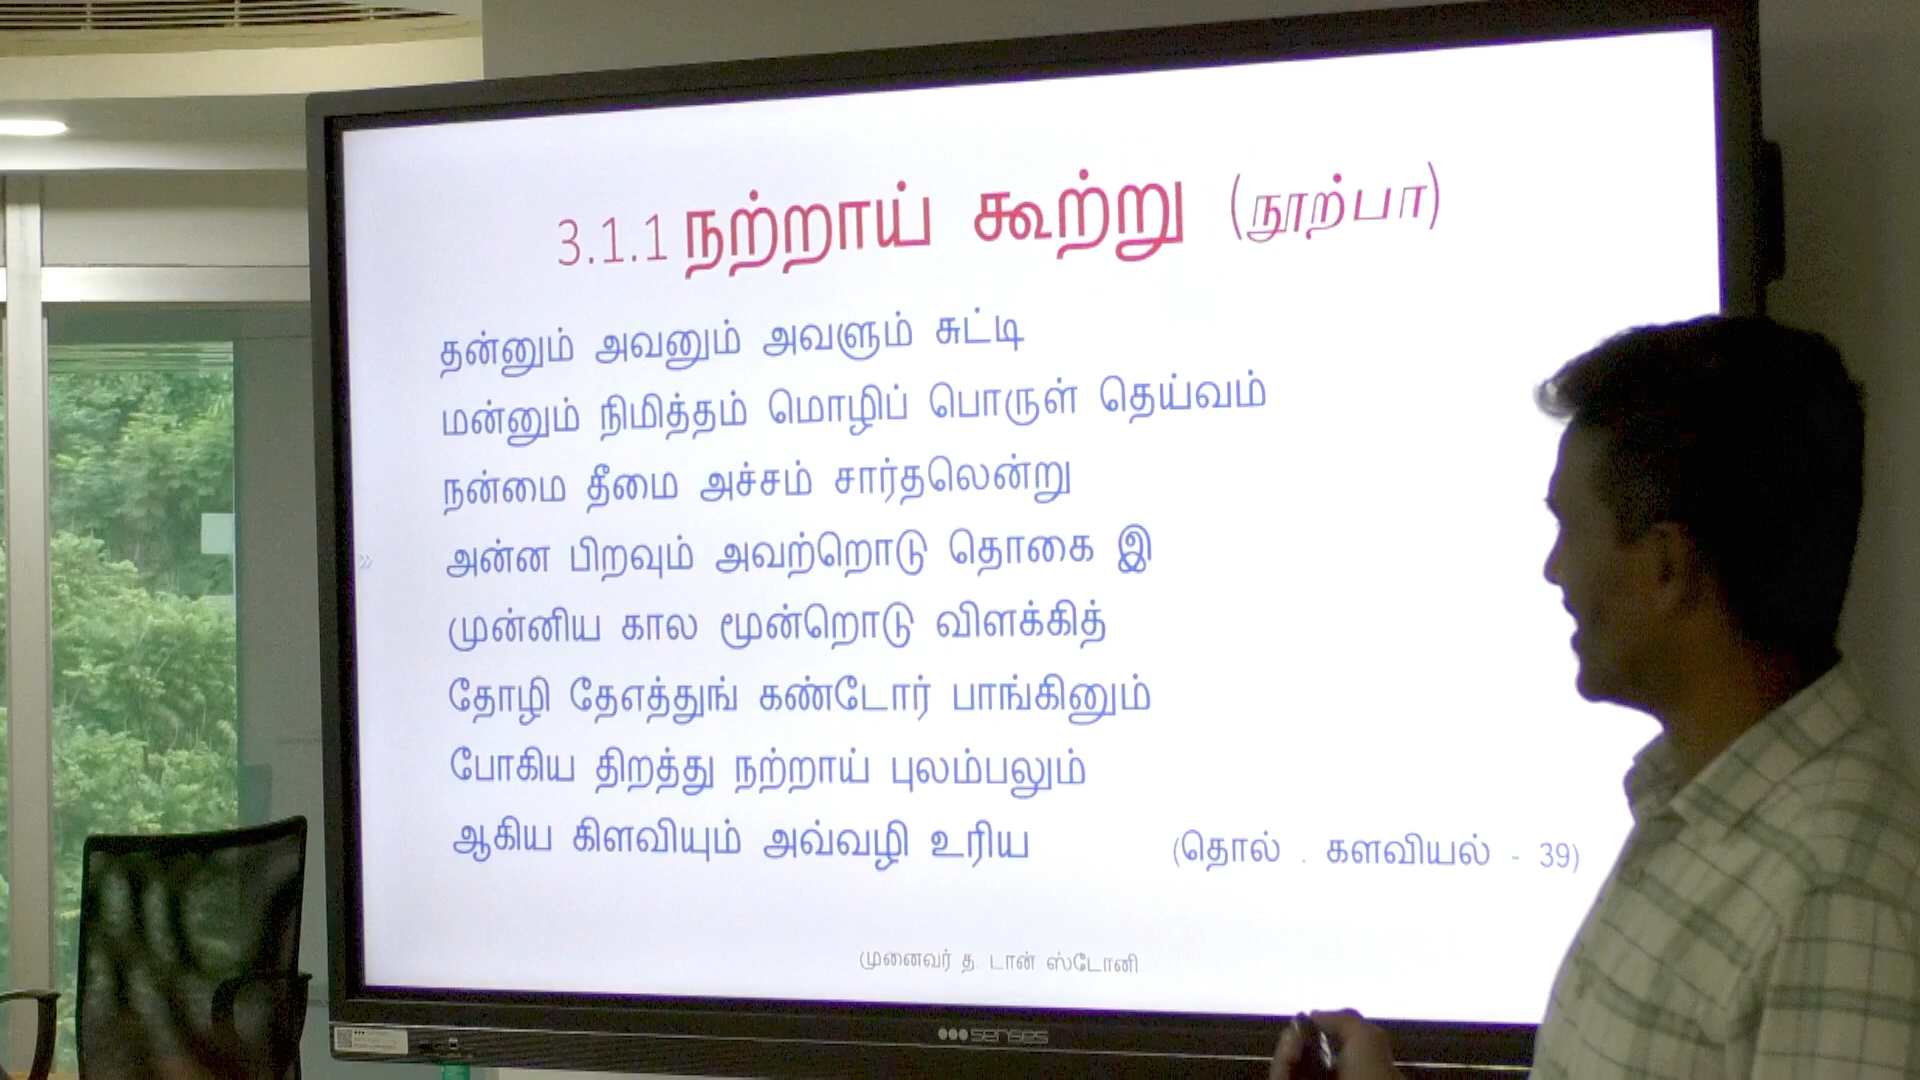 3.1.1 நற்றாய் கூற்று (நூற்பா)
தன்னும் அவனும் அவளும் சுட்டி
மன்னும் நிமித்தம் மொழிப் பொருள் தெய்வம்
நன்மை தீமை அச்சம் சார்தலென்று
அன்ன பிறவும் அவற்றொடு தொகை இ
முன்னிய கால மூன்றொடு விளக்கித்
தோழி தேஎத்துங் கண்டோர் பாங்கினும்
போகிய திறத்து நற்றாய் புலம்பலும்
ஆகிய கிளவியும் அவ்வழி உரிய (தொல் . களவியல் - 39)
முனைவர் த. டான் ஸ்டோனி
senses